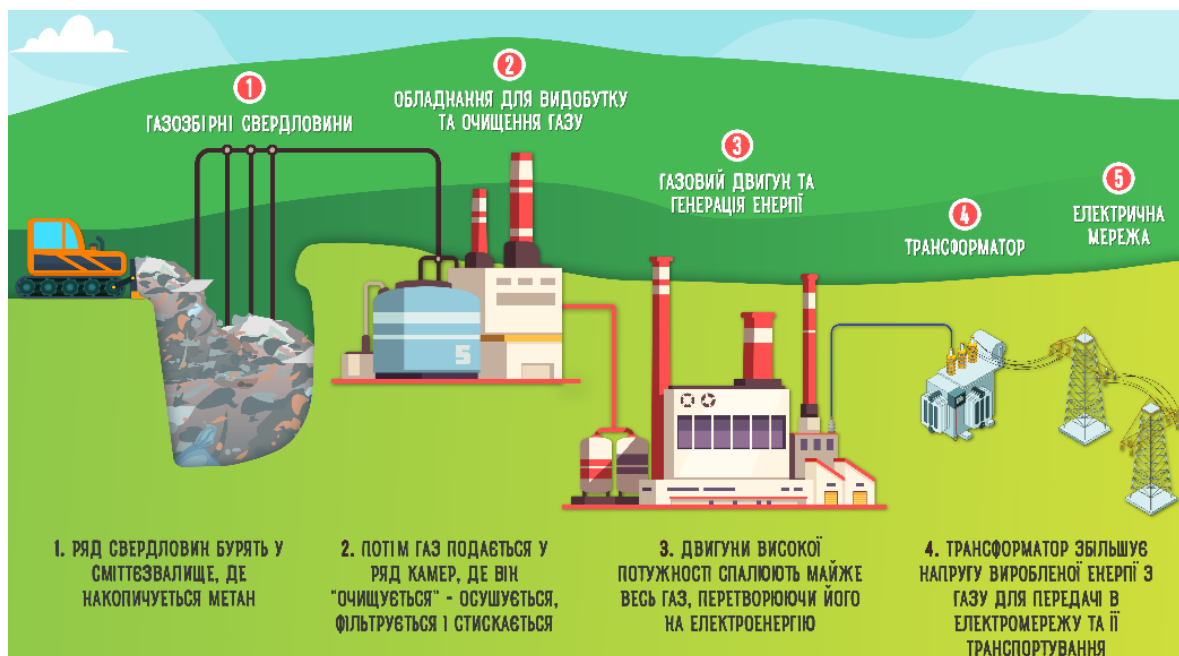 1
ГАЗОЗБІРНІ СВЕРДЛОВИНИ
2
ОБЛАДНАННЯ ДЛЯ ВИДОБУТКУ
ТА ОЧИЩЕННЯ ГАЗУ
3
ГАЗОВИЙ ДВИГУН ТА
ГЕНЕРАЦІЯ ЕНЕРГІЇ
4
ТРАНСФОРМАТОР
5
ЕЛЕКТРИЧНА
МЕРЕЖА
5
1. РЯД СВЕРДЛОВИН БУРЯТЬ У
СМІТТЄЗВАЛИЩЕ, ДЕ
НАКОПИЧУЕТЬСЯ МЕТАН
2. ПОТІМ ГАЗ ПОДАЄТЬСЯ У
РЯД КАМЕР, ДЕ ВІН
"ОЧИЩУЄТЬСЯ" - ОСУШУЄТЬСЯ,
ФІЛЬТРУЄТЬСЯ І СТИСКАЄТЬСЯ
3. ДВИГУНИ ВИСОКОЇ
ПОТУЖНОСТІ СПАЛЮЮТЬ МАЙЖЕ
ВЕСЬ ГАЗ, ПЕРЕТВОРЮЮЧИ ЙОГО
НА ЕЛЕКТРОЕНЕРГІЮ
4. ТРАНСФОРМАТОР ЗБІЛЬШУЄ
НАПРУГУ ВИРОБЛЕНОЇ ЕНЕРГІЇ З
ГАЗУ ДЛЯ ПЕРЕДАЧІ В
ЕЛЕКТРОМЕРЕЖУ ТА ЇЇ
ТРАНСПОРТУВАННЯ